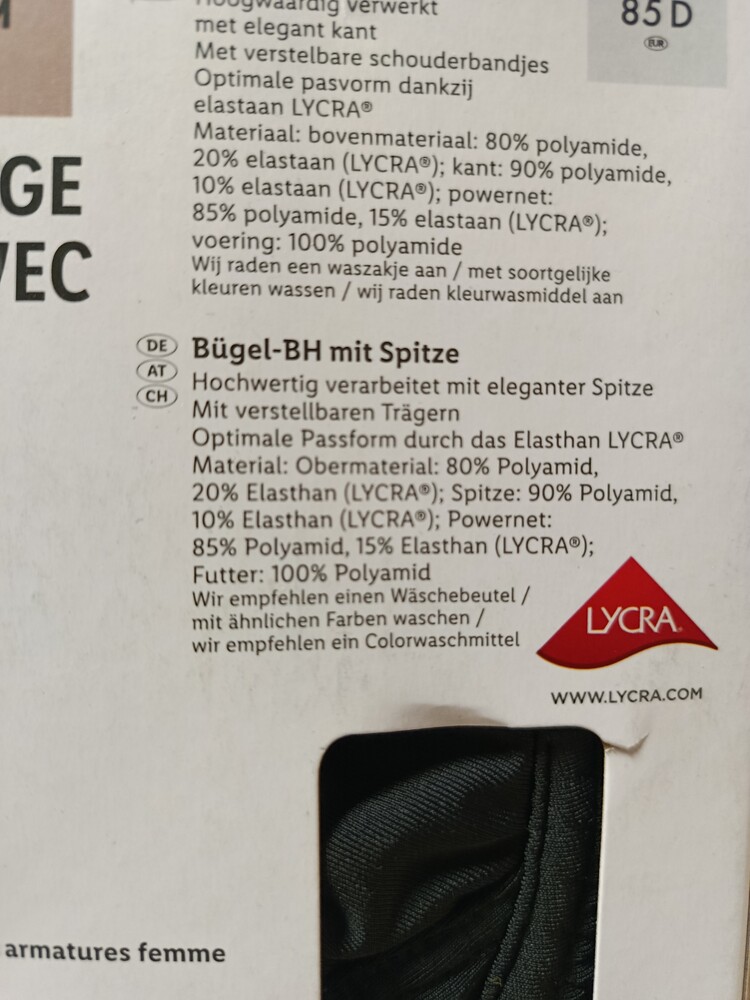 verwerkt
met elegant kant
Met verstelbare schouderbandjes
Optimale pasvorm dankzij
elastaan LYCRA®
Materiaal: bovenmateriaal: 80% polyamide,
20% elastaan (LYCRA®); kant: 90% polyamide,
10% elastaan (LYCRA®); powernet:
85% polyamide, 15% elastaan (LYCRA®);
voering: 100% polyamide
Wij raden een waszakje aan / met soortgelijke
kleuren wassen / wij raden kleurwasmiddel aan
85 D
EUR
GE
VEC
DE
AT
CH
Bügel-BH mit Spitze
Hochwertig verarbeitet mit eleganter Spitze
Mit verstellbaren Trägern
Optimale Passform durch das Elasthan LYCRA®
Material: Obermaterial: 80% Polyamid,
20% Elasthan (LYCRA®); Spitze: 90% Polyamid,
10% Elasthan (LYCRA®); Powernet:
85% Polyamid, 15% Elasthan (LYCRA®);
Futter: 100% Polyamid
Wir empfehlen einen Wäschebeutel /
mit ähnlichen Farben waschen /
wir empfehlen ein Colorwaschmittel
LYCRA®
WWW.LYCRA.COM
armatures femme